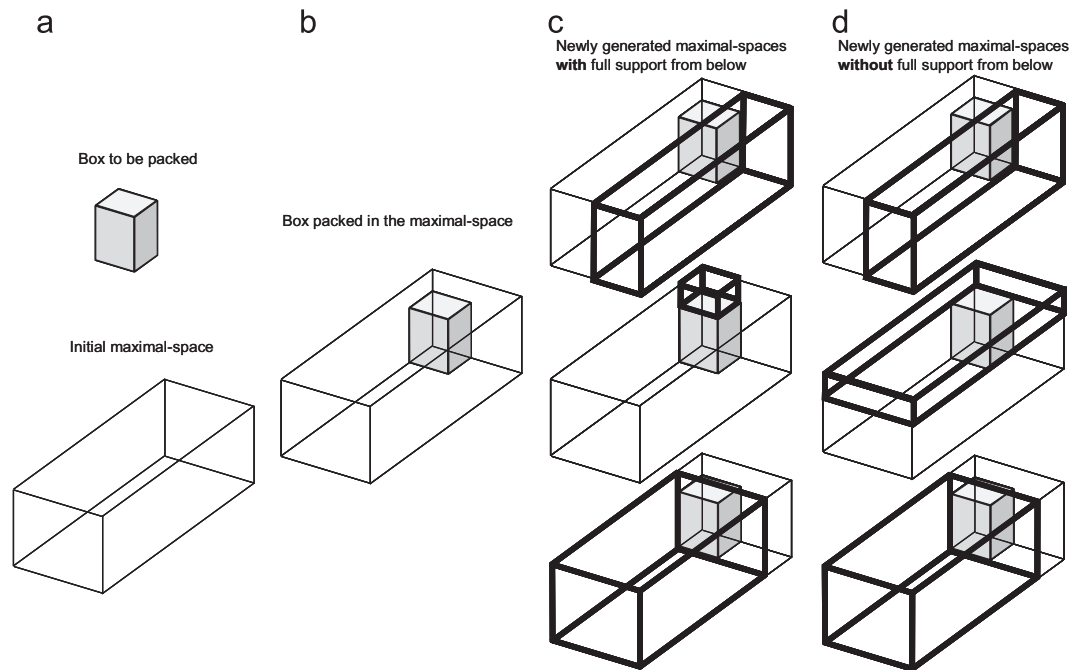 a
Box to be packed
Initial maximal-space
b
Box packed in the maximal-space
c
Newly generated maximal-spaces
with full support from below
d
Newly generated maximal-spaces
without full support from below